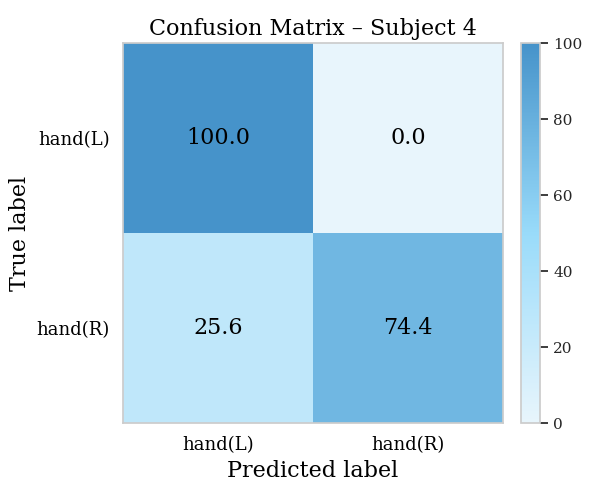 Confusion Matrix – Subject 4
True label
hand(L)
100.0
0.0
hand(R)
25.6
74.4
hand(L)
hand(R)
Predicted label
100
80
60
40
20
0